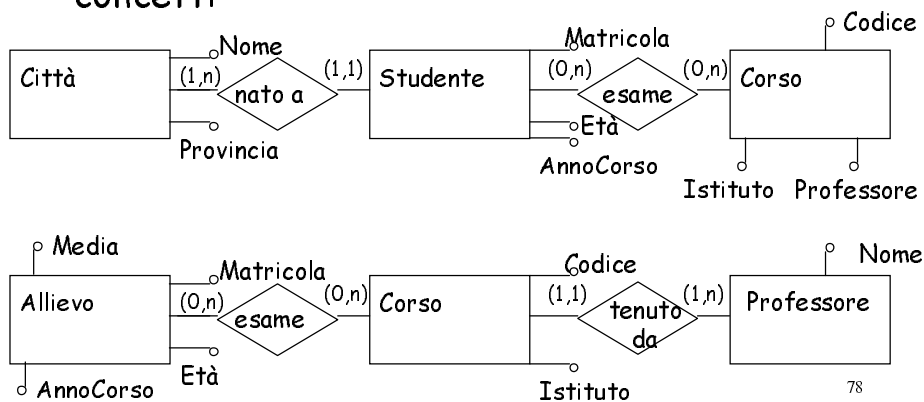 concetti
Codice
Nome
Matricola
Città
(1,n)
nato a
(1,1)
Studente
(0,n)
esame
(0,n)
Corso
Età
Provincia
AnnoCorso
Istituto
Professore
Media
Nome
Matricola
Codice
Allievo
(0,n)
esame
(0,n)
Corso
(1,1)
tenuto
da
(1,n)
Professore
Età
AnnoCorso
Istituto
78